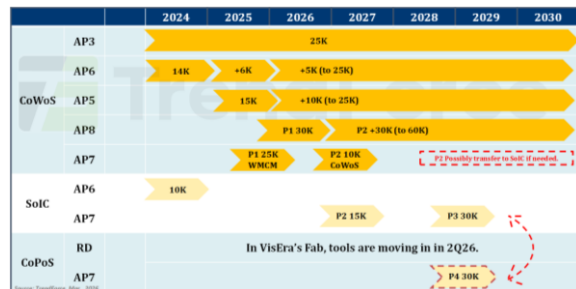 2024 2025 2026 2027 2028 2029 2030
AP3 25K
AP6 14K +6K +5K (to 25K)
CoWoS
AP5 15K +10K (to 25K)
AP8 P1 30K P2 +30K (to 60K)
AP7 P1 25K WMCM P2 10K CoWoS P2 Possibly transfer to SoIC if needed.
AP6 10K
SoIC
AP7 P2 15K P3 30K
RD In VisEra's Fab, tools are moving in in 2Q26.
CoPoS
AP7 P4 30K
TrendForce